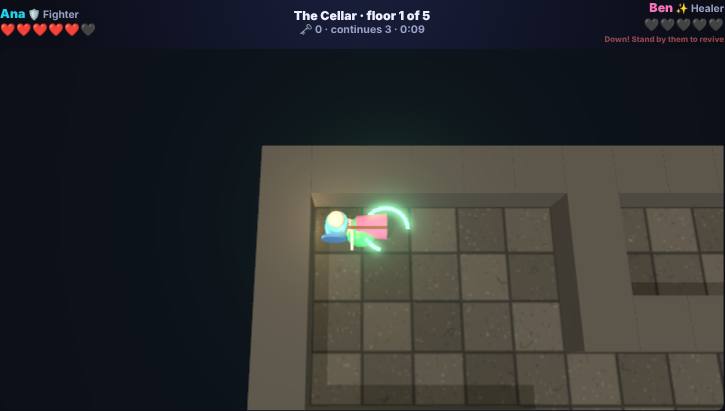 Ana 🛡️ Fighter
❤️❤️❤️❤️❤️🖤
The Cellar · floor 1 of 5
🗝️ 0 · continues 3 · 0:09
Ben ✨ Healer
🖤🖤🖤🖤🖤
Down! Stand by them to revive